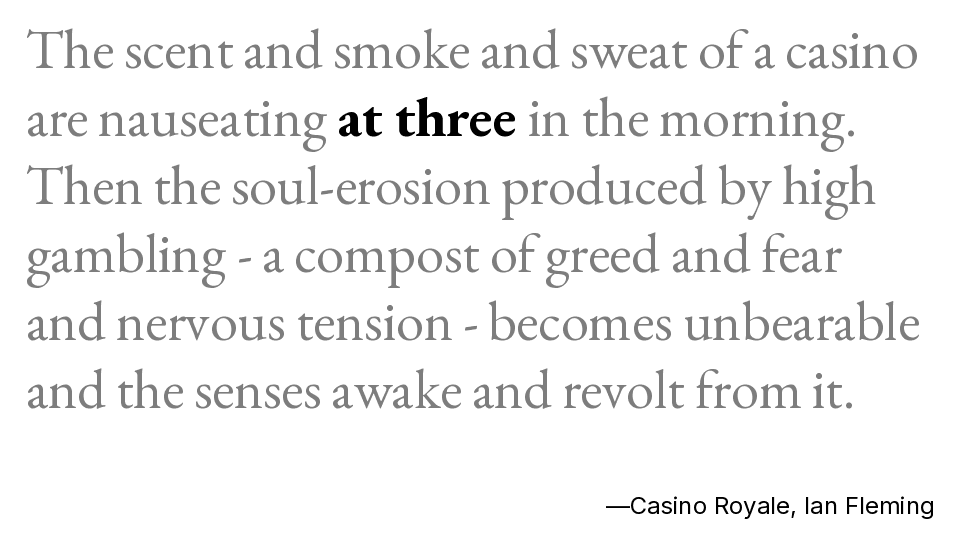 The scent and smoke and sweat of a casino
are nauseating at three in the morning.
Then the soul-erosion produced by high
gambling - a compost of greed and fear
and nervous tension - becomes unbearable
and the senses awake and revolt from it.
—Casino Royale, Ian Fleming